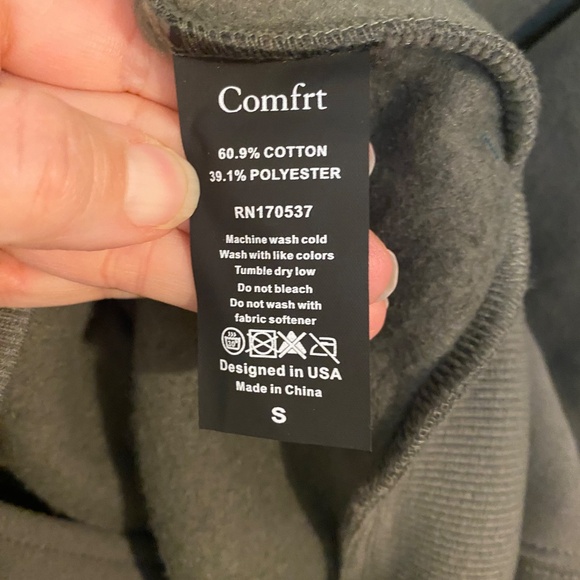 Comfrt
60.9% COTTON
39.1% POLYESTER
RN170537
Machine wash cold
Wash with like colors
Tumble dry low
Do not bleach
Do not wash with
fabric softener
Designed in USA
Made in China
S